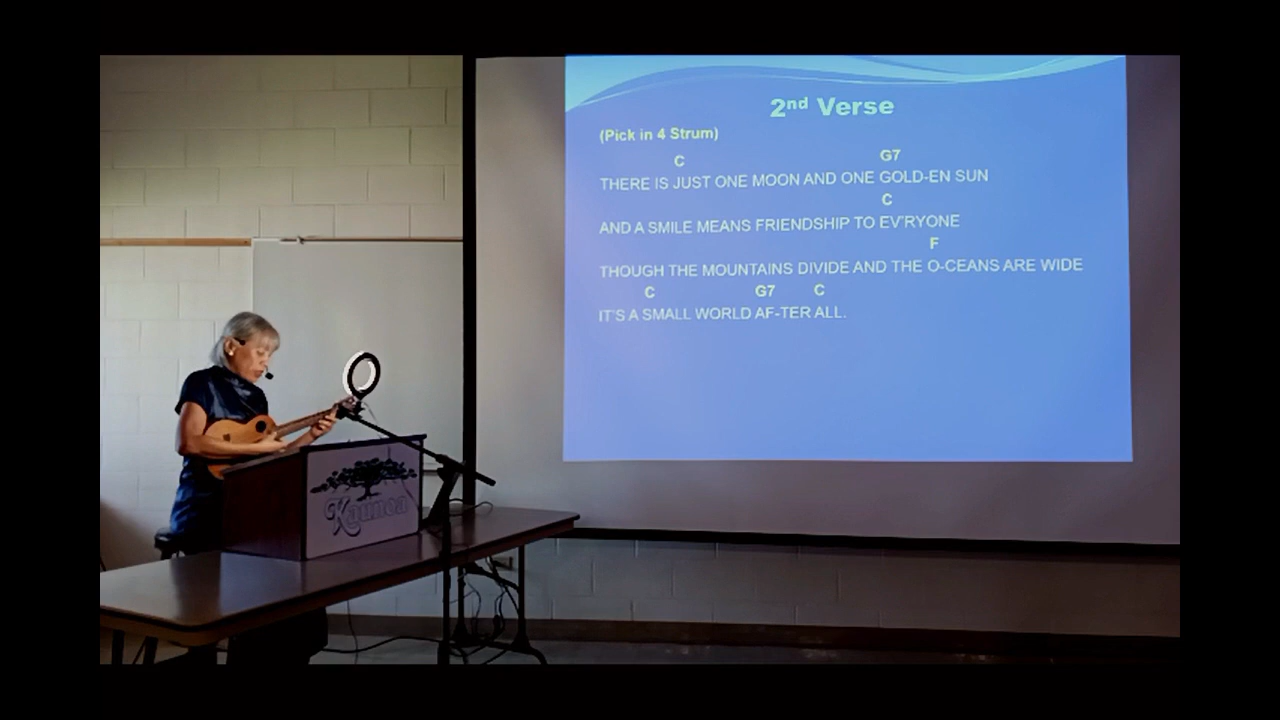 2nd Verse
(Pick in 4 Strum)
C G7
THERE IS JUST ONE MOON AND ONE GOLD-EN SUN
C
AND A SMILE MEANS FRIENDSHIP TO EV'RYONE
F
THOUGH THE MOUNTAINS DIVIDE AND THE O-CEANS ARE WIDE
C G7 C
IT'S A SMALL WORLD AF-TER ALL.
Kaunoa